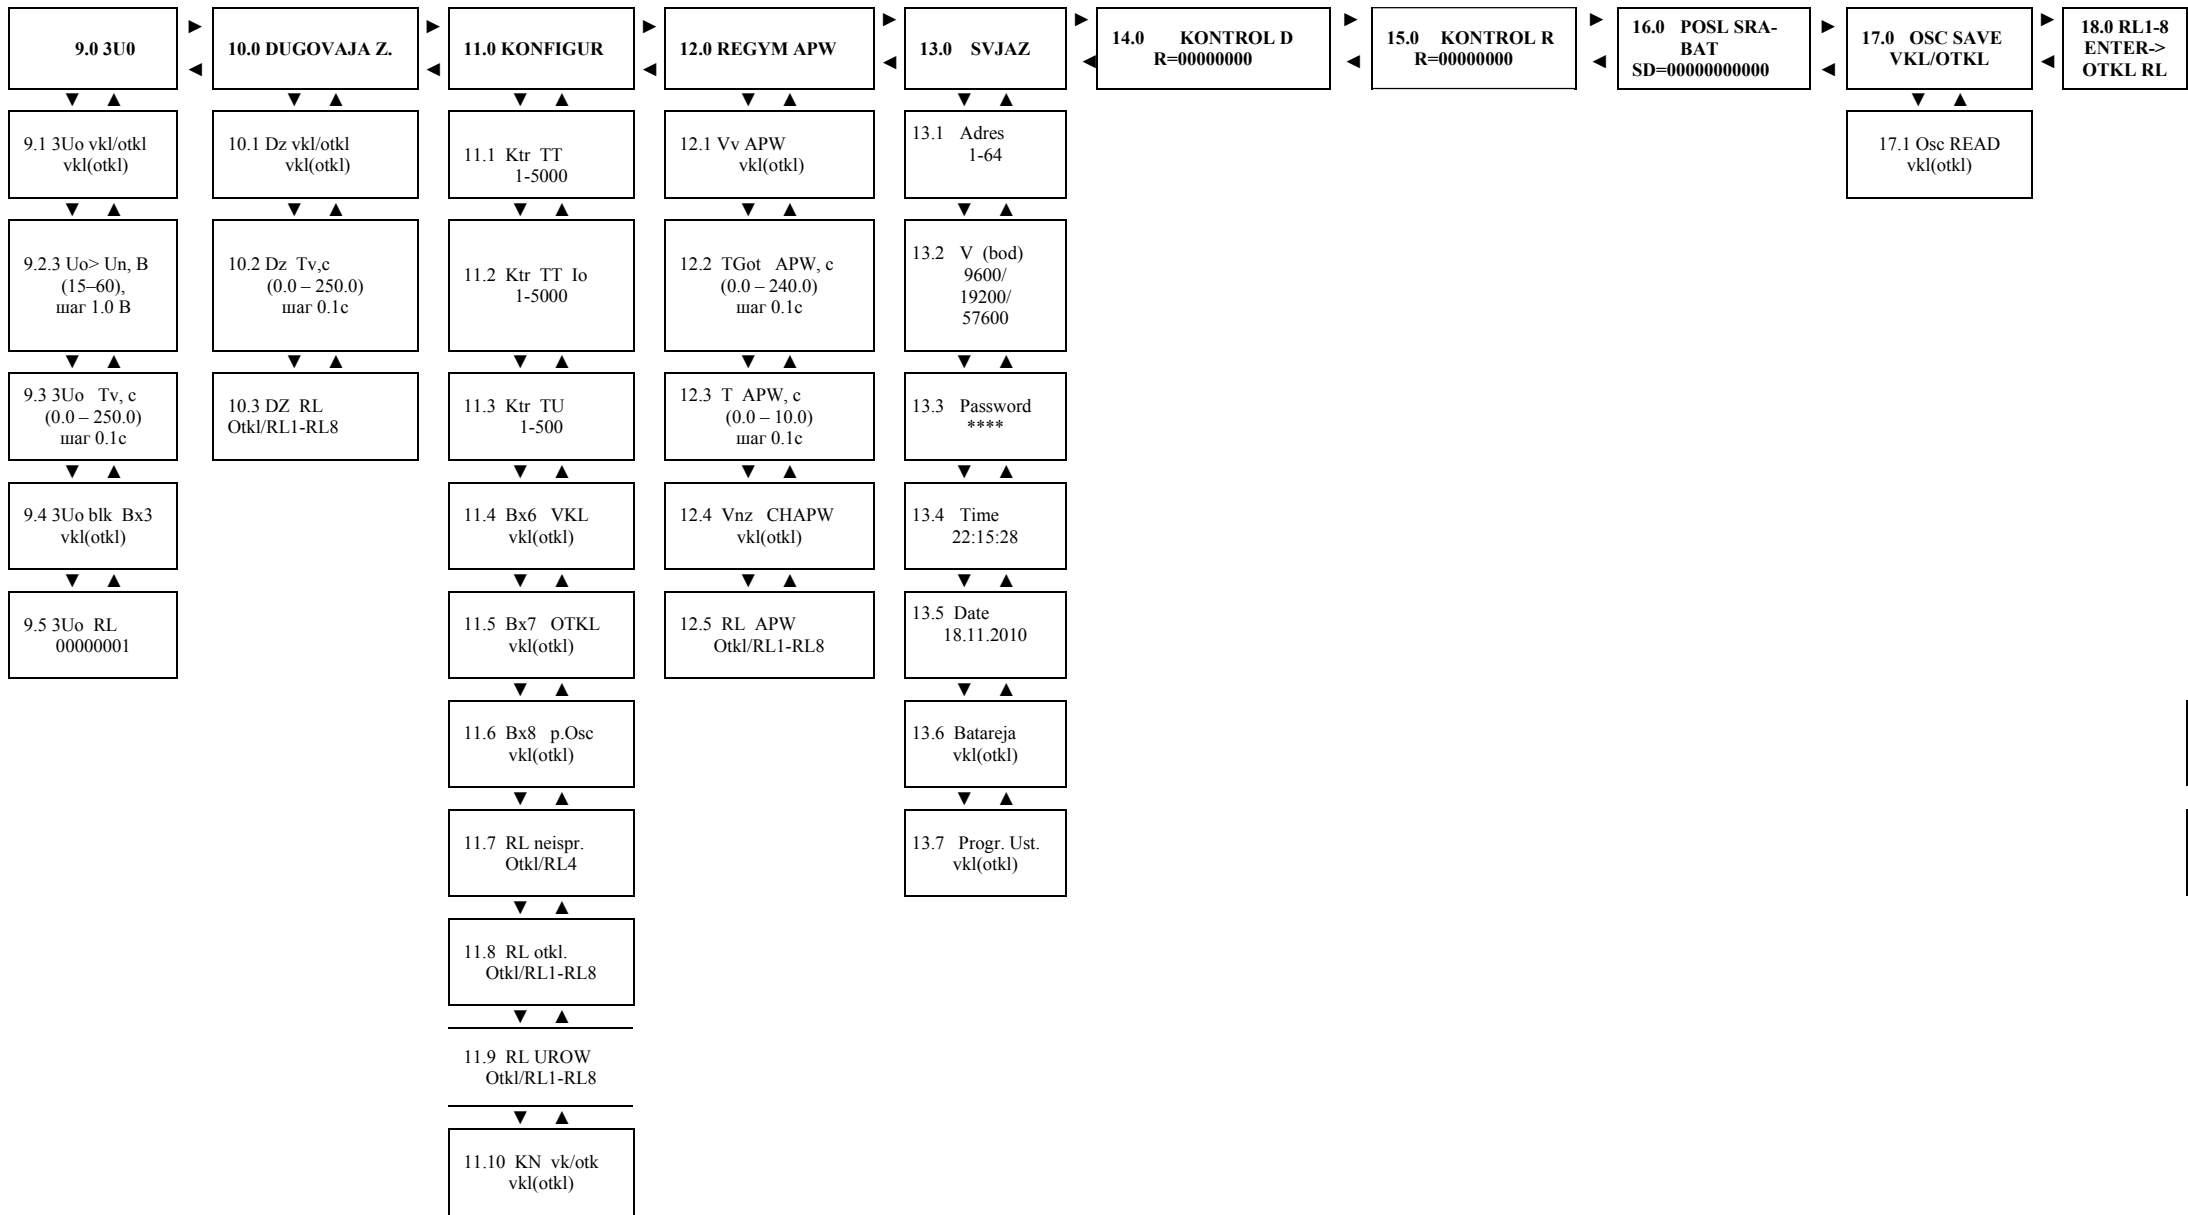 9.0 3U0
10.0 DUGOVAJA Z.
11.0 KONFIGUR
12.0 REGYM APW
13.0 SVJAZ
14.0 KONTROL D
R=00000000
15.0 KONTROL R
R=00000000
16.0 POSL SRA-
BAT
SD=00000000000
17.0 OSC SAVE
VKL/OTKL
18.0 RL1-8
ENTER->
OTKL RL
9.1 3Uo vkl/otkl
vkl(otkl)
9.2.3 Uo> Un, B
(15–60),
шаг 1.0 В
9.3 3Uo Tv, c
(0.0 – 250.0)
шаг 0.1с
9.4 3Uo blk Bx3
vkl(otkl)
9.5 3Uo RL
00000001
10.1 Dz vkl/otkl
vkl(otkl)
10.2 Dz Tv,c
(0.0 – 250.0)
шаг 0.1с
10.3 DZ RL
Otkl/RL1-RL8
11.1 Ktr TT
1-5000
11.2 Ktr TT Io
1-5000
11.3 Ktr TU
1-500
11.4 Bx6 VKL
vkl(otkl)
11.5 Bx7 OTKL
vkl(otkl)
11.6 Bx8 p.Osc
vkl(otkl)
11.7 RL neispr.
Otkl/RL4
11.8 RL otkl.
Otkl/RL1-RL8
11.9 RL UROW
Otkl/RL1-RL8
11.10 KN vk/otk
vkl(otkl)
12.1 Vv APW
vkl(otkl)
12.2 TGot APW, c
(0.0 – 240.0)
шаг 0.1с
12.3 T APW, c
(0.0 – 10.0)
шаг 0.1с
12.4 Vnz CHAPW
vkl(otkl)
12.5 RL APW
Otkl/RL1-RL8
13.1 Adres
1-64
13.2 V (bod)
9600/
19200/
57600
13.3 Password
****
13.4 Time
22:15:28
13.5 Date
18.11.2010
13.6 Batareja
vkl(otkl)
13.7 Progr. Ust.
vkl(otkl)
17.1 Osc READ
vkl(otkl)